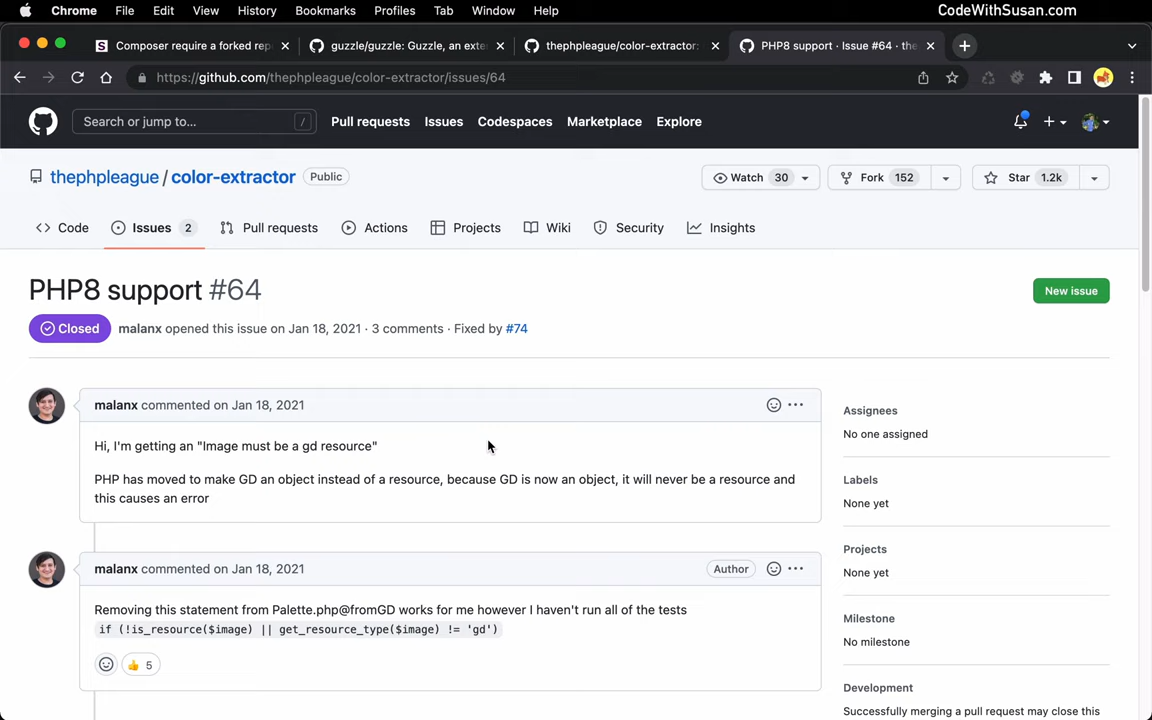 Chrome File Edit View History Bookmarks Profiles Tab Window Help CodeWithSusan.com
Composer require a forked rep guzzle/guzzle: Guzzle, an exte thephpleague/color-extractor: PHP8 support · Issue #64 · the
https://github.com/thephpleague/color-extractor/issues/64
Search or jump to... / Pull requests Issues Codespaces Marketplace Explore
thephpleague / color-extractor Public Watch 30 Fork 152 Star 1.2k
Code Issues 2 Pull requests Actions Projects Wiki Security Insights
PHP8 support #64 New issue
Closed malanx opened this issue on Jan 18, 2021 · 3 comments · Fixed by #74
malanx commented on Jan 18, 2021
Hi, I'm getting an "Image must be a gd resource"
PHP has moved to make GD an object instead of a resource, because GD is now an object, it will never be a resource and
this causes an error
malanx commented on Jan 18, 2021 Author
Removing this statement from Palette.php@fromGD works for me however I haven't run all of the tests
if (!is_resource($image) || get_resource_type($image) != 'gd')
👍 5
Assignees
No one assigned
Labels
None yet
Projects
None yet
Milestone
No milestone
Development
Successfully merging a pull request may close this